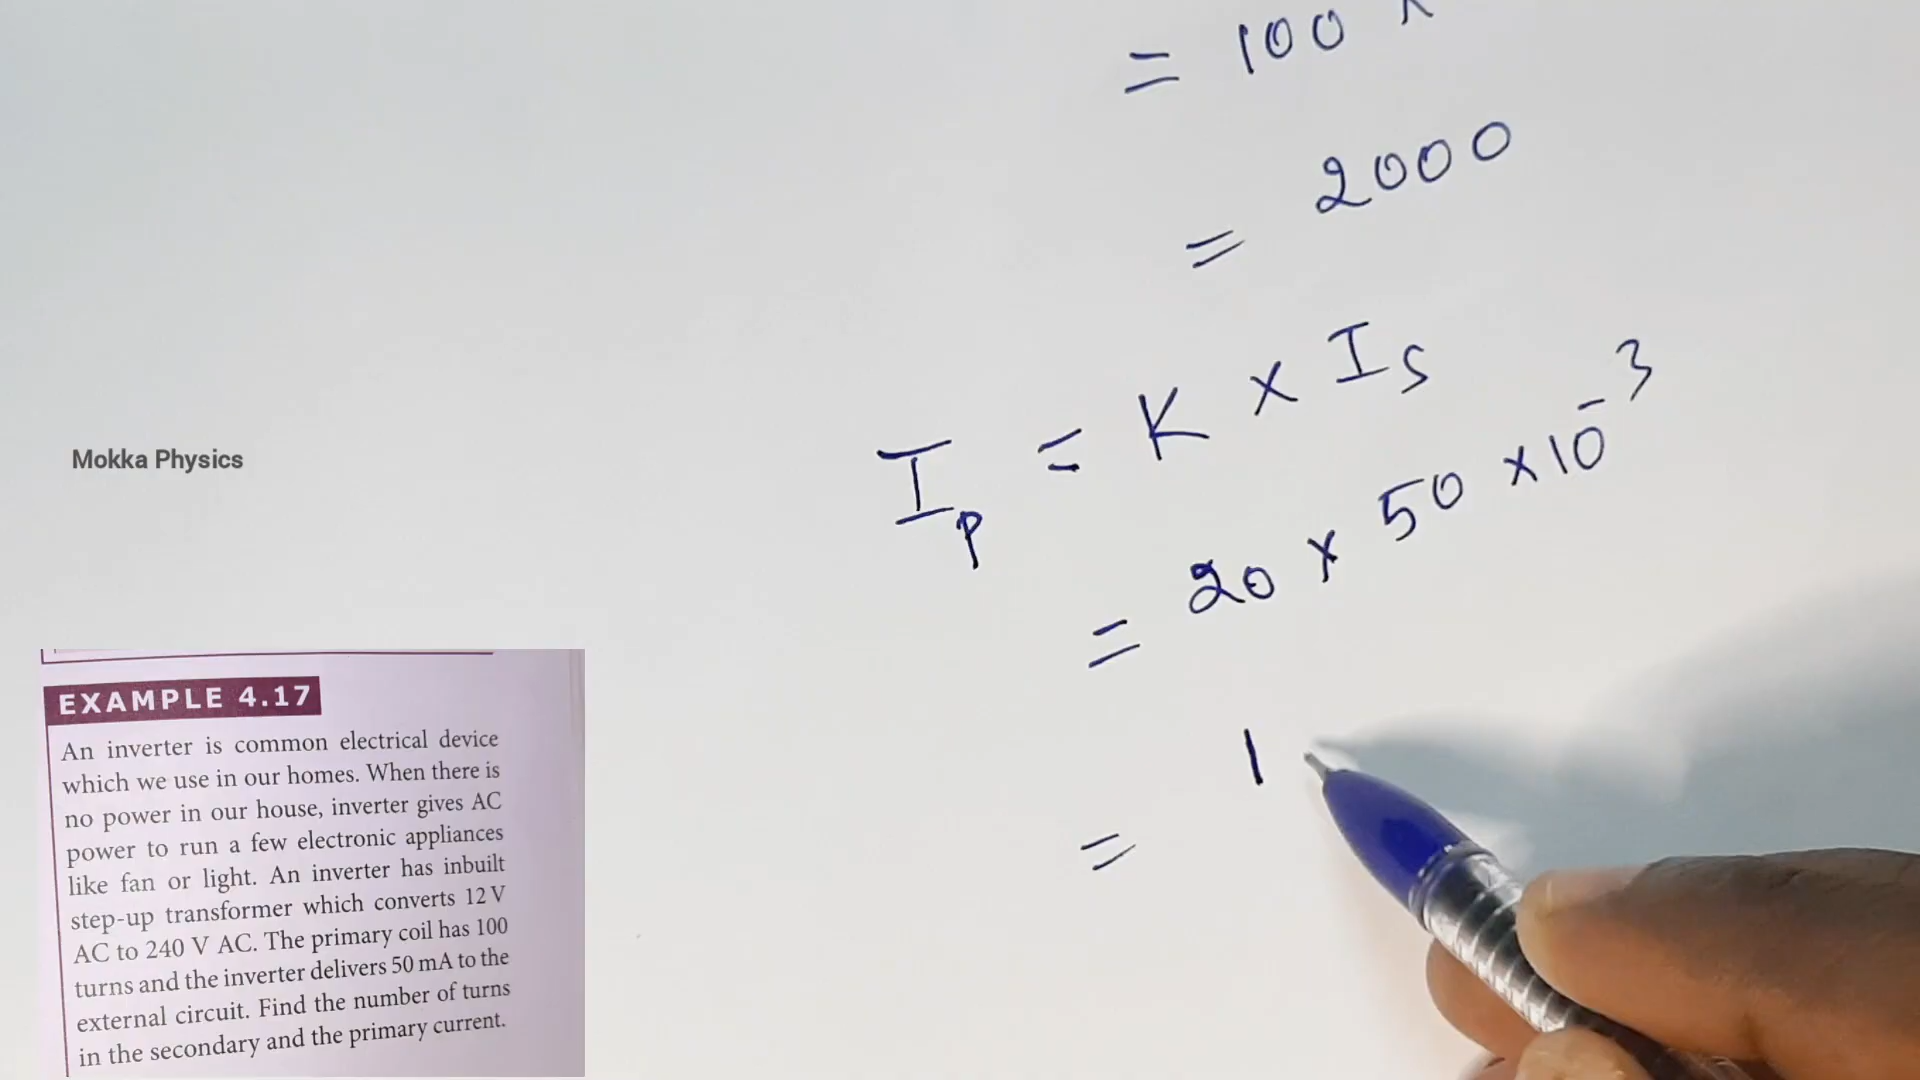 = 100 ×
= 2000
I_p = K × I_s
= 20 × 50 × 10^-3
= 1
Mokka Physics
EXAMPLE 4.17
An inverter is common electrical device
which we use in our homes. When there is
no power in our house, inverter gives AC
power to run a few electronic appliances
like fan or light. An inverter has inbuilt
step-up transformer which converts 12 V
AC to 240 V AC. The primary coil has 100
turns and the inverter delivers 50 mA to the
external circuit. Find the number of turns
in the secondary and the primary current.